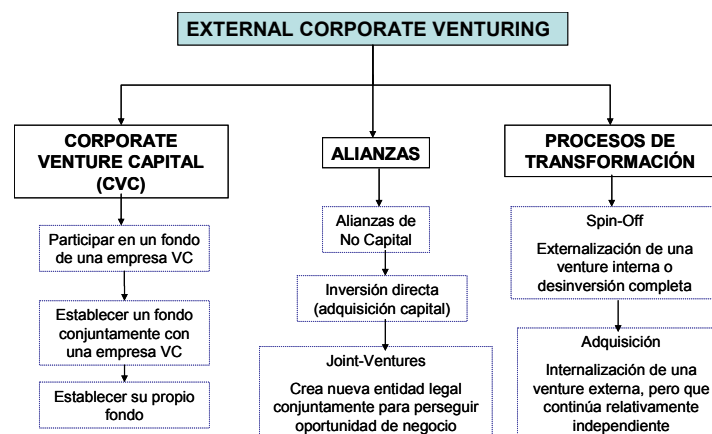 EXTERNAL CORPORATE VENTURING
CORPORATE
VENTURE CAPITAL
(CVC)
Participar en un fondo
de una empresa VC
Establecer un fondo
conjuntamente con
una empresa VC
Establecer su propio
fondo
ALIANZAS
Alianzas de
No Capital
Inversión directa
(adquisición capital)
Joint-Ventures
Crea nueva entidad legal
conjuntamente para perseguir
oportunidad de negocio
PROCESOS DE
TRANSFORMACIÓN
Spin-Off
Externalización de una
venture interna o
desinversión completa
Adquisición
Internalización de una
venture externa, pero que
continúa relativamente
independiente